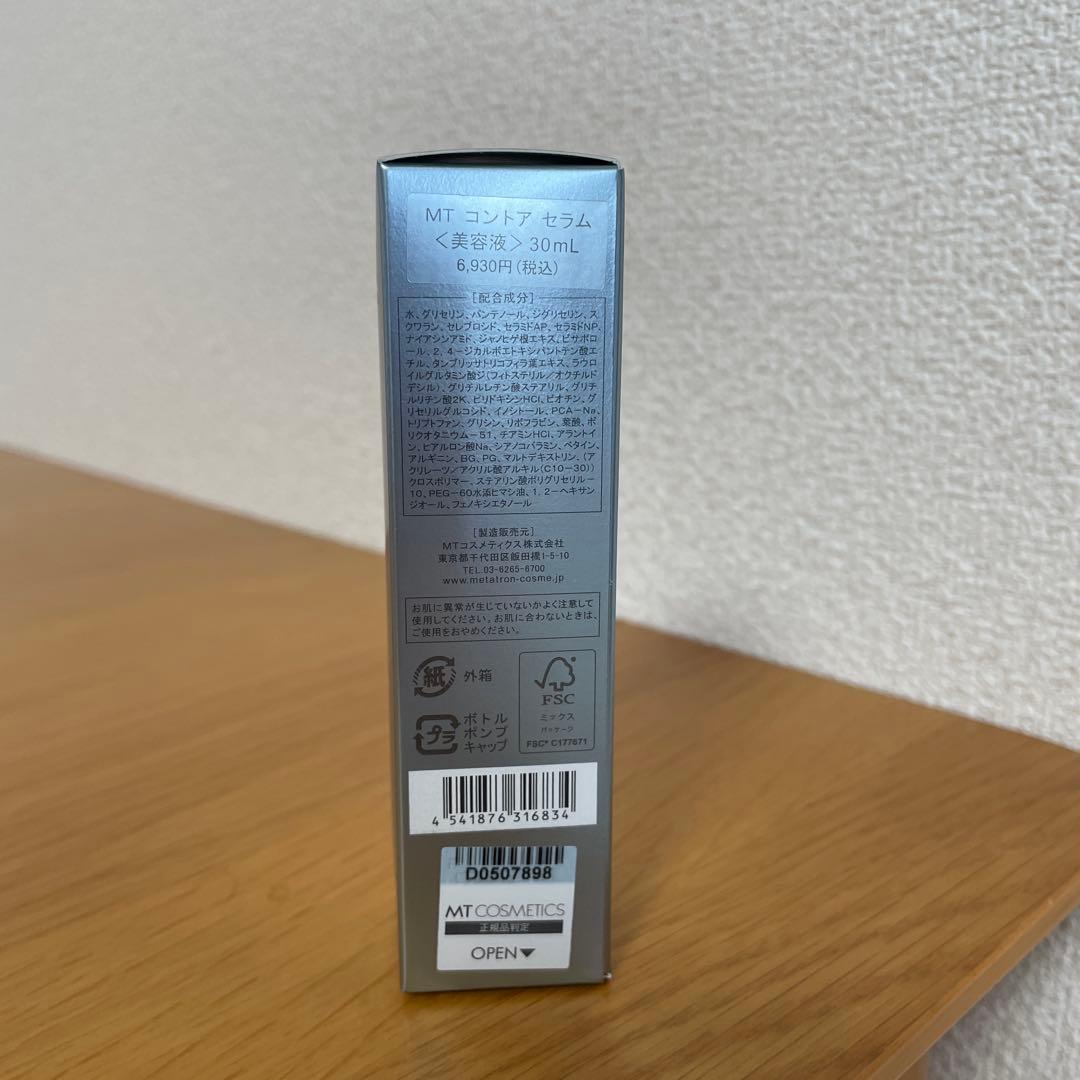 MT コントア セラム
<美容液> 30mL
6,930円(税込)
[配合成分]
水、グリセリン、パンテノール、ジグリセリン、ス
クワラン、セレブロシド、セラミドAP、セラミドNP、
ナイアシンアミド、ジャノヒゲ根エキス、ビサボロ
ール、2,4-ジカルボエトキシパントテン酸エ
チル、タンブリッサトリコフィラ葉エキス、ラウロ
イルグルタミン酸ジ(フィトステリル/オクチルド
デシル)、グリチルレチン酸ステアリル、グリチ
ルリチン酸2K、ピリドキシンHCl、ビオチン、グ
リセリルグルコシド、イノシトール、PCA-Na、
トリプトファン、グリシン、リボフラビン、葉酸、ポ
リクオタニウム-51、チアミンHCl、アラントイ
ン、ヒアルロン酸Na、シアノコバラミン、ベタイン、
アルギニン、BG、PG、マルトデキストリン、(ア
クリレーツ/アクリル酸アルキル(C10-30))
クロスポリマー、ステアリン酸ポリグリセリル-
10、PEG-60水添ヒマシ油、1,2-ヘキサン
ジオール、フェノキシエタノール
[製造販売元]
MTコスメティクス株式会社
東京都千代田区飯田橋1-5-10
TEL.03-6265-6700
www.metatron-cosme.jp
お肌に異常が生じていないかよく注意して
使用してください。お肌に合わないときは、
ご使用をおやめください。
紙 外箱
プラ ボトル
ポンプ
キャップ
FSC
ミックス
パッケージ
FSC® C177671
4 541876 316834
D0507898
MT COSMETICS
正規品判定
OPEN▼